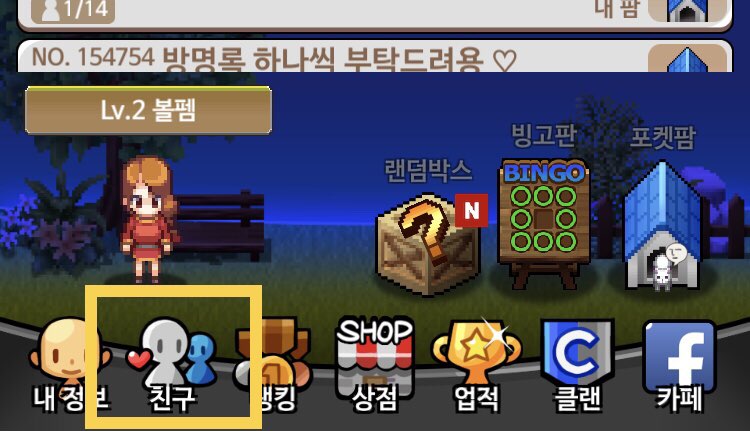 1/14
내 팜
NO. 154754 방명록 하나씩 부탁드려용 ♡
Lv.2 볼펨
랜덤박스
빙고판
포켓팜
N
BINGO
?
SHOP
C
f
내 정보
친구
랭킹
상점
업적
클랜
카페